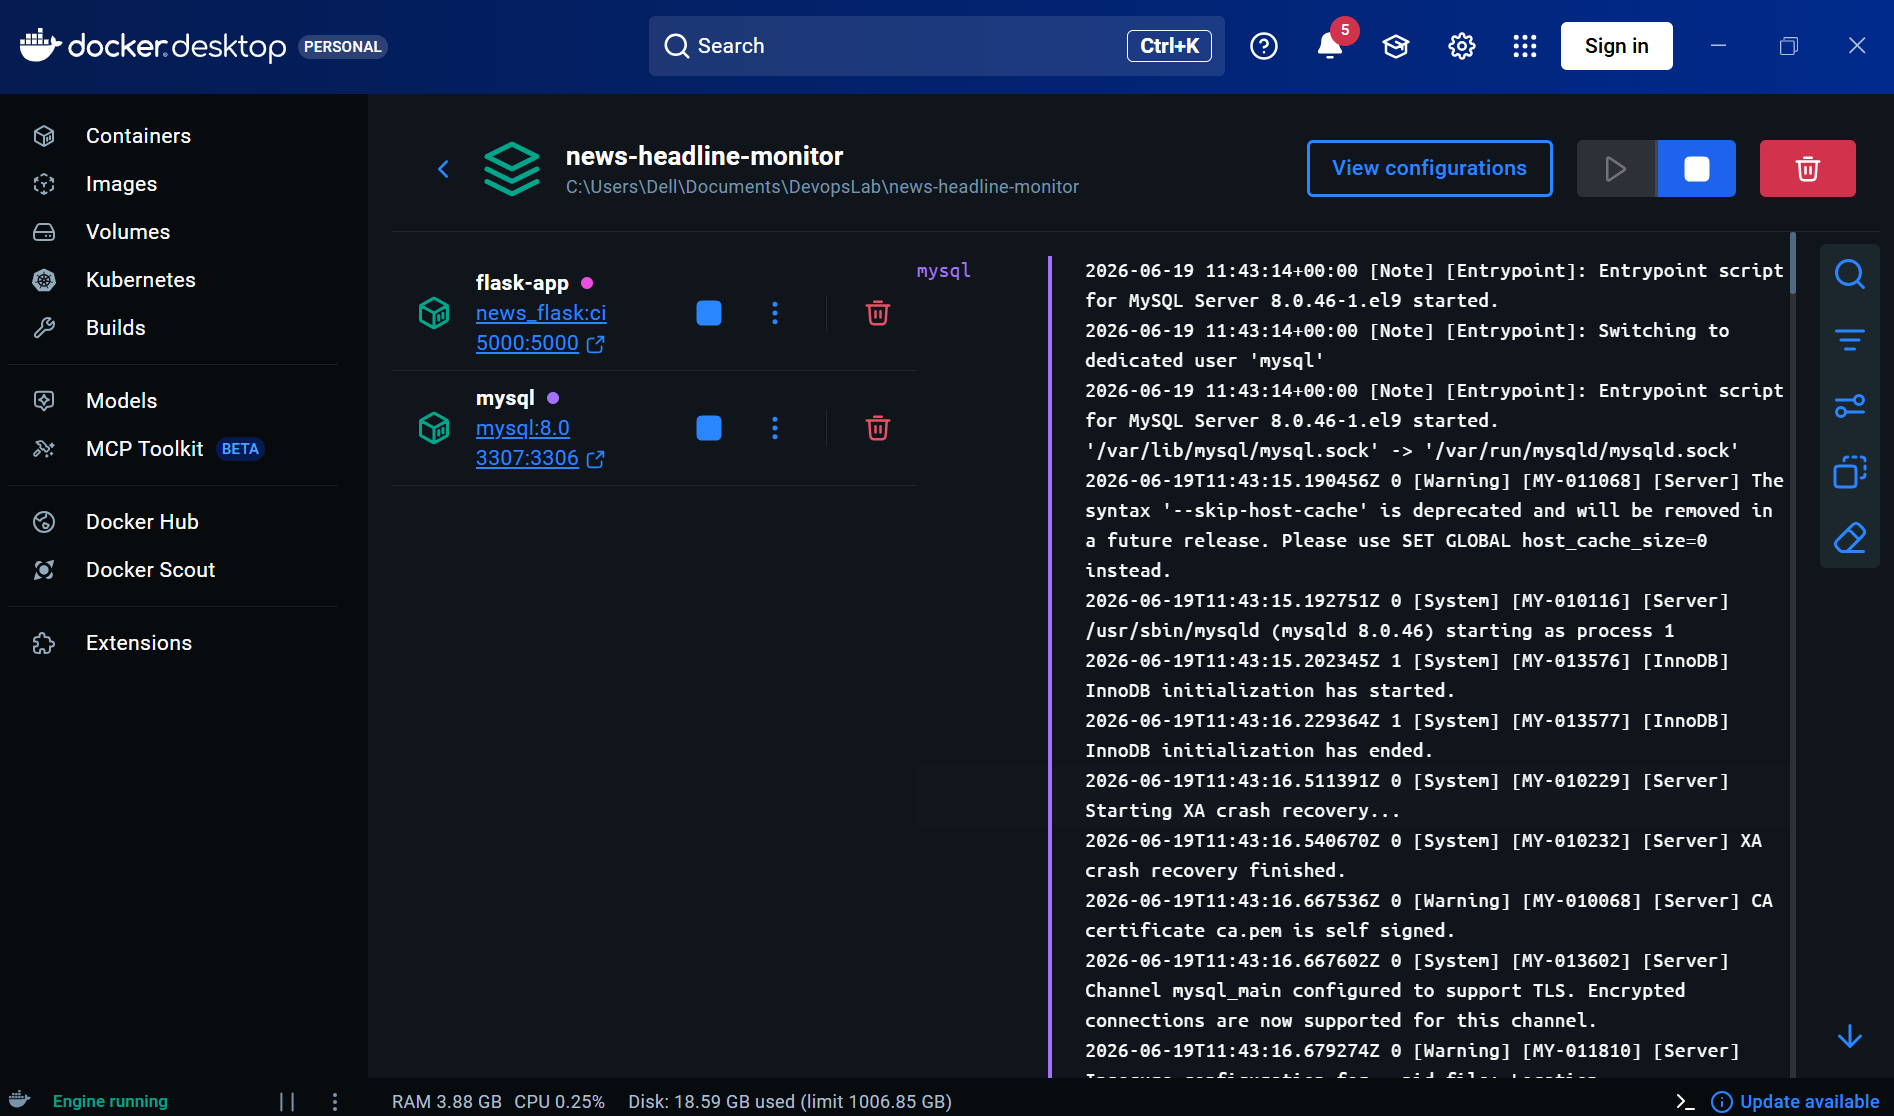 docker.desktop PERSONAL
Search
Ctrl+K
5
Sign in
Containers
Images
Volumes
Kubernetes
Builds
Models
MCP Toolkit BETA
Docker Hub
Docker Scout
Extensions
news-headline-monitor
C:\Users\Dell\Documents\DevopsLab\news-headline-monitor
View configurations
flask-app
news_flask:ci
5000:5000
mysql
mysql:8.0
3307:3306
mysql
2026-06-19 11:43:14+00:00 [Note] [Entrypoint]: Entrypoint script
for MySQL Server 8.0.46-1.el9 started.
2026-06-19 11:43:14+00:00 [Note] [Entrypoint]: Switching to
dedicated user 'mysql'
2026-06-19 11:43:14+00:00 [Note] [Entrypoint]: Entrypoint script
for MySQL Server 8.0.46-1.el9 started.
'/var/lib/mysql/mysql.sock' -> '/var/run/mysqld/mysqld.sock'
2026-06-19T11:43:15.190456Z 0 [Warning] [MY-011068] [Server] The
syntax '--skip-host-cache' is deprecated and will be removed in
a future release. Please use SET GLOBAL host_cache_size=0
instead.
2026-06-19T11:43:15.192751Z 0 [System] [MY-010116] [Server]
/usr/sbin/mysqld (mysqld 8.0.46) starting as process 1
2026-06-19T11:43:15.202345Z 1 [System] [MY-013576] [InnoDB]
InnoDB initialization has started.
2026-06-19T11:43:16.229364Z 1 [System] [MY-013577] [InnoDB]
InnoDB initialization has ended.
2026-06-19T11:43:16.511391Z 0 [System] [MY-010229] [Server]
Starting XA crash recovery...
2026-06-19T11:43:16.540670Z 0 [System] [MY-010232] [Server] XA
crash recovery finished.
2026-06-19T11:43:16.667536Z 0 [Warning] [MY-010068] [Server] CA
certificate ca.pem is self signed.
2026-06-19T11:43:16.667602Z 0 [System] [MY-013602] [Server]
Channel mysql_main configured to support TLS. Encrypted
connections are now supported for this channel.
2026-06-19T11:43:16.679274Z 0 [Warning] [MY-011810] [Server]
Engine running
RAM 3.88 GB CPU 0.25% Disk: 18.59 GB used (limit 1006.85 GB)
Update available